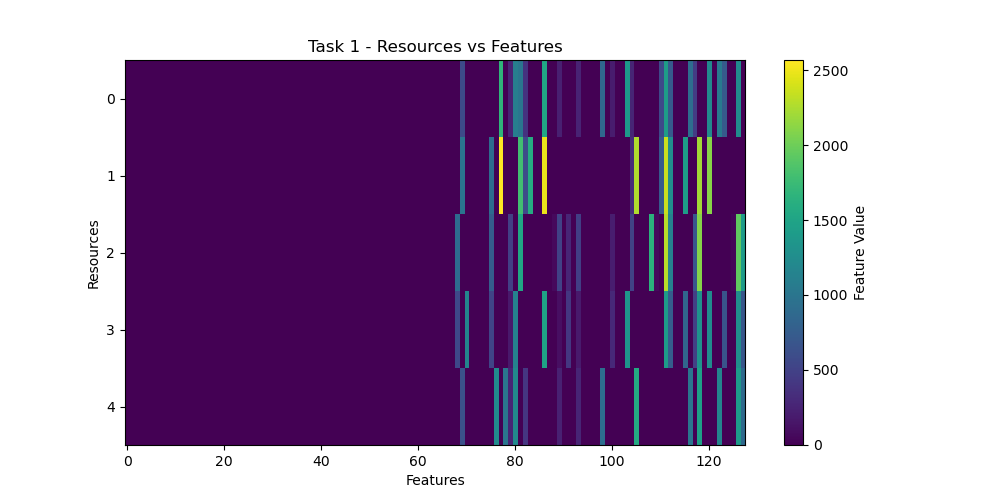 Task 1 - Resources vs Features
Resources
0
1
2
3
4
0 20 40 60 80 100 120
Features
2500
2000
1500
1000
500
0
Feature Value